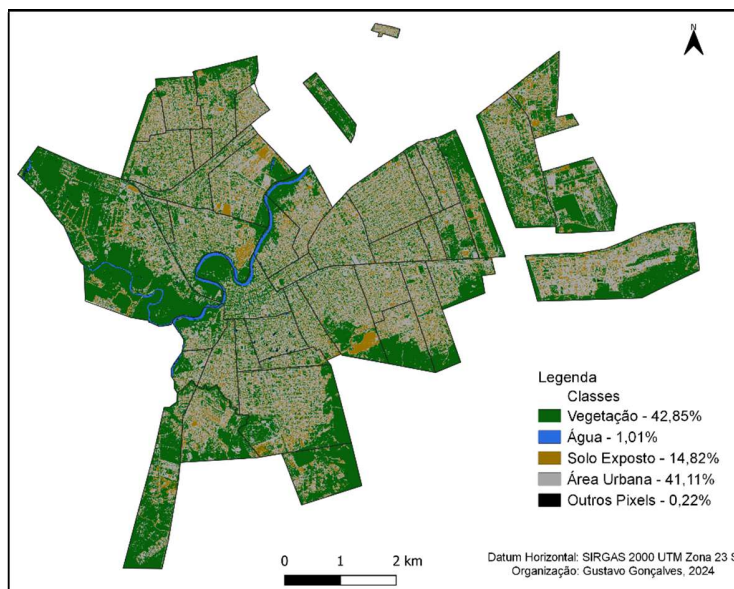 N
Legenda
Classes
Vegetação - 42,85%
Água - 1,01%
Solo Exposto - 14,82%
Área Urbana - 41,11%
Outros Pixels - 0,22%
0 1 2 km
Datum Horizontal: SIRGAS 2000 UTM Zona 23 S
Organização: Gustavo Gonçalves, 2024